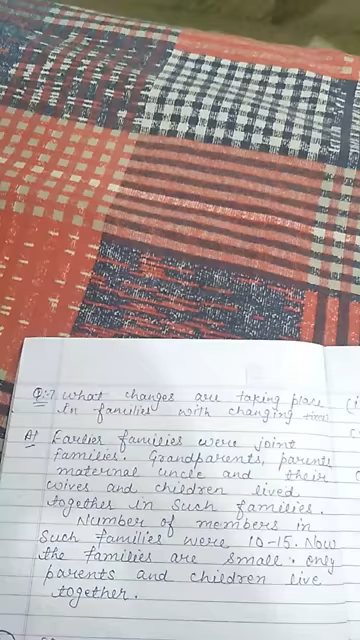 Q:-7 What changes are taking place
in families with changing time
A) Earlier families were joint
families. Grandparents, parents
maternal uncle and their
wives and children lived
together in such families.
Number of members in
such families were 10-15. Now
the families are small. only
parents and children live
together.